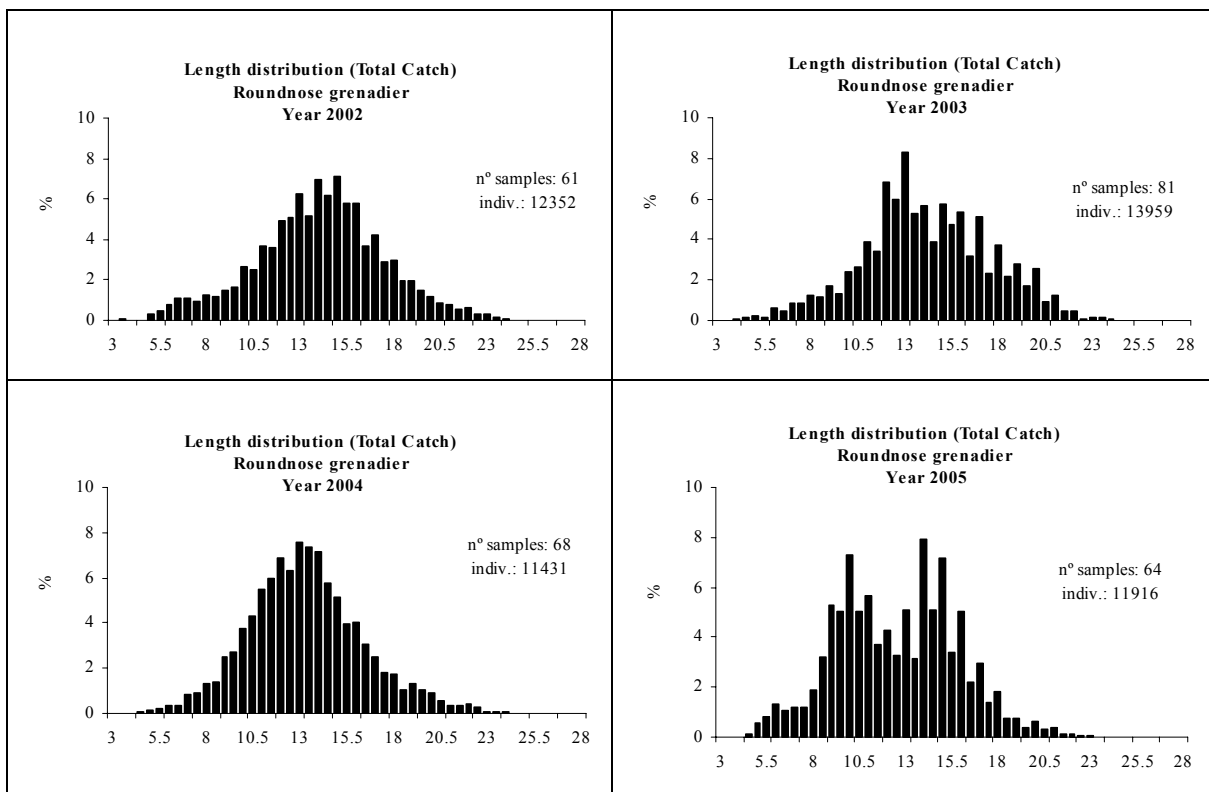 Length distribution (Total Catch)
Roundnose grenadier
Year 2002
10
8
6
4
2
0
%
nº samples: 61
indiv.: 12352
3 5.5 8 10.5 13 15.5 18 20.5 23 25.5 28
Length distribution (Total Catch)
Roundnose grenadier
Year 2003
10
8
6
4
2
0
%
nº samples: 81
indiv.: 13959
3 5.5 8 10.5 13 15.5 18 20.5 23 25.5 28
Length distribution (Total Catch)
Roundnose grenadier
Year 2004
10
8
6
4
2
0
%
nº samples: 68
indiv.: 11431
3 5.5 8 10.5 13 15.5 18 20.5 23 25.5 28
Length distribution (Total Catch)
Roundnose grenadier
Year 2005
10
8
6
4
2
0
%
nº samples: 64
indiv.: 11916
3 5.5 8 10.5 13 15.5 18 20.5 23 25.5 28